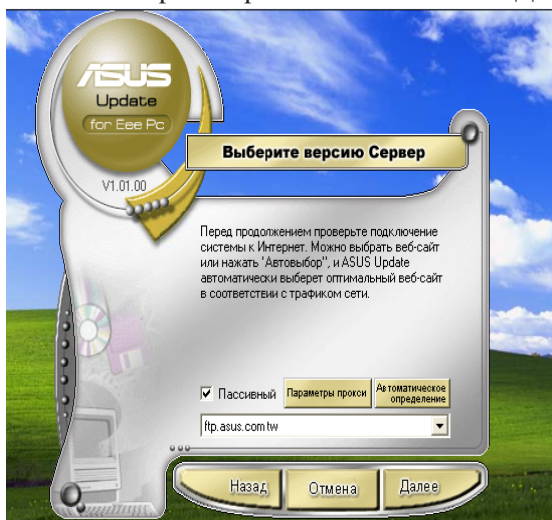 ASUS
Update
for Eee Pc
V1.01.00
Выберите версию Сервер
Перед продолжением проверьте подключение
системы к Интернет. Можно выбрать веб-сайт
или нажать "Автовыбор", и ASUS Update
автоматически выберет оптимальный веб-сайт
в соответствии с трафиком сети.
Пассивный
Параметры прокси
Автоматическое
определение
ftp.asus.com.tw
Назад
Отмена
Далее